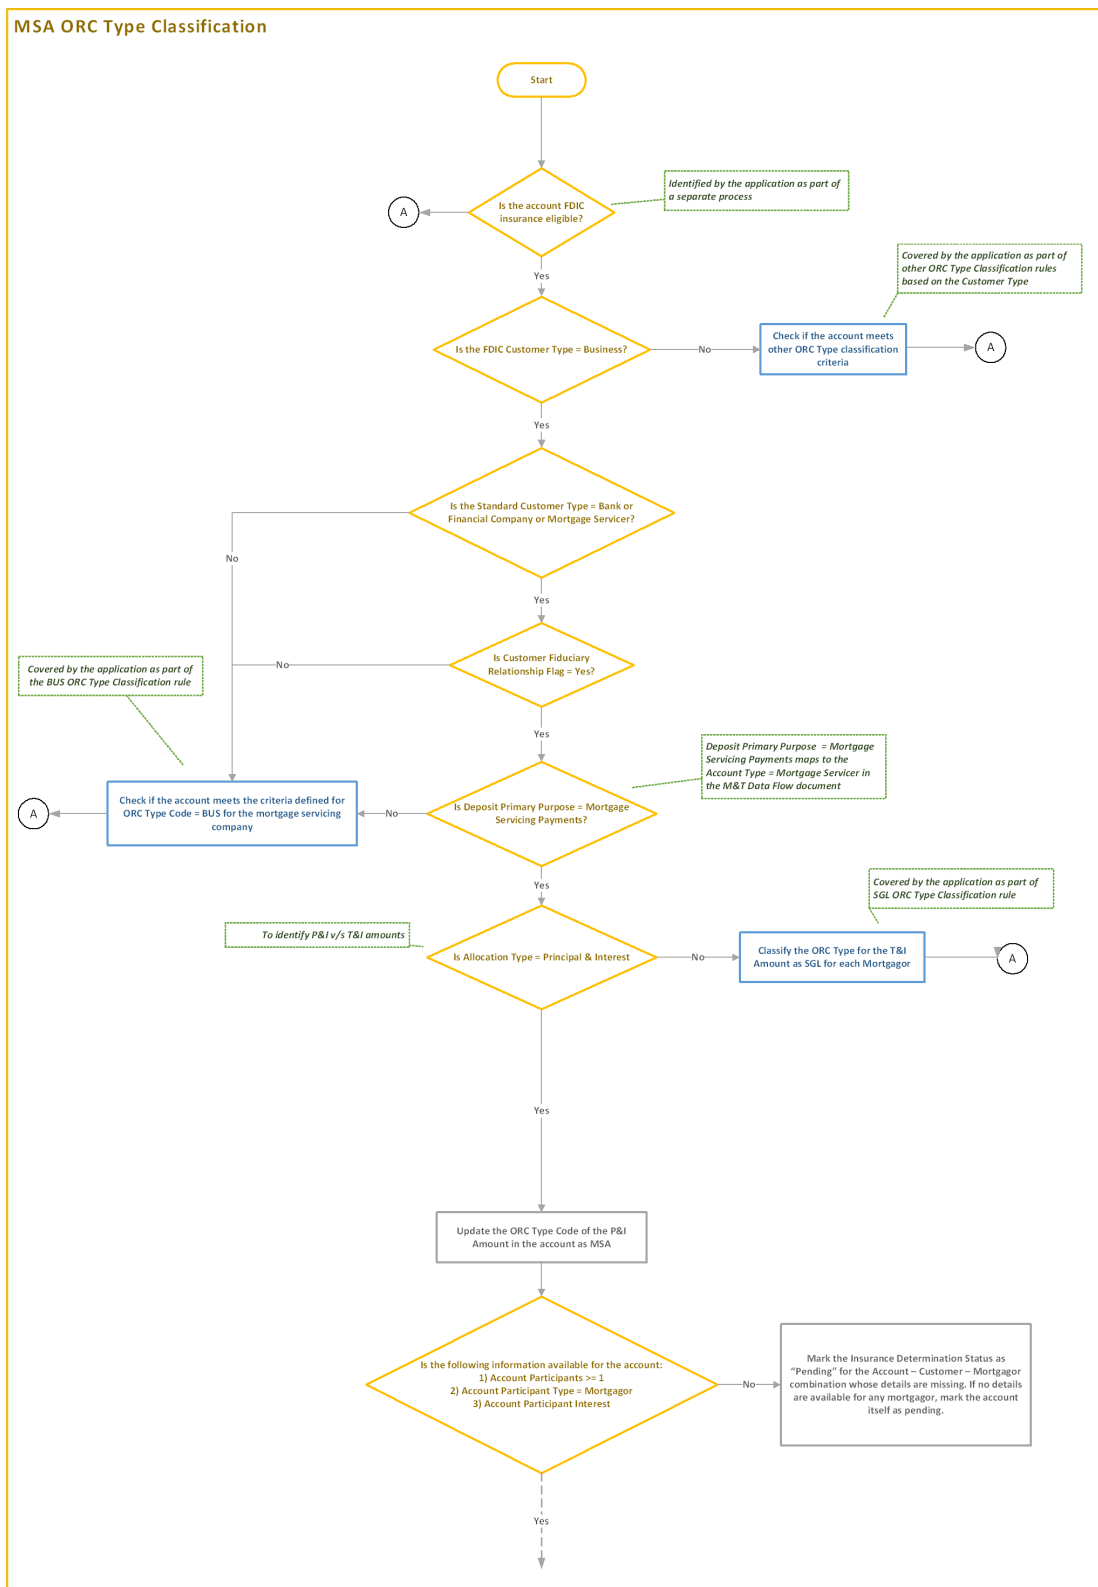 MSA ORC Type Classification
Start
Is the account FDIC
insurance eligible?
A
Identified by the application as part of
a separate process
Yes
Covered by the application as part of
other ORC Type Classification rules
based on the Customer Type
Is the FDIC Customer Type = Business?
No
Check if the account meets
other ORC Type classification
criteria
A
Yes
Is the Standard Customer Type = Bank or
Financial Company or Mortgage Servicer?
No
Yes
Is Customer Fiduciary
Relationship Flag = Yes?
No
Covered by the application as part of
the BUS ORC Type Classification rule
Yes
Deposit Primary Purpose  = Mortgage
Servicing Payments maps to the
Account Type = Mortgage Servicer in
the M&T Data Flow document
Is Deposit Primary Purpose = Mortgage
Servicing Payments?
No
Check if the account meets the criteria defined for
ORC Type Code = BUS for the mortgage servicing
company
A
Yes
Covered by the application as part of
SGL ORC Type Classification rule
To identify P&I v/s T&I amounts
Is Allocation Type = Principal & Interest
No
Classify the ORC Type for the T&I
Amount as SGL for each Mortgagor
A
Yes
Update the ORC Type Code of the P&I
Amount in the account as MSA
Is the following information available for the account:
1) Account Participants >= 1
2) Account Participant Type = Mortgagor
3) Account Participant Interest
No
Mark the Insurance Determination Status as
“Pending” for the Account – Customer – Mortgagor
combination whose details are missing. If no details
are available for any mortgagor, mark the account
itself as pending.
Yes